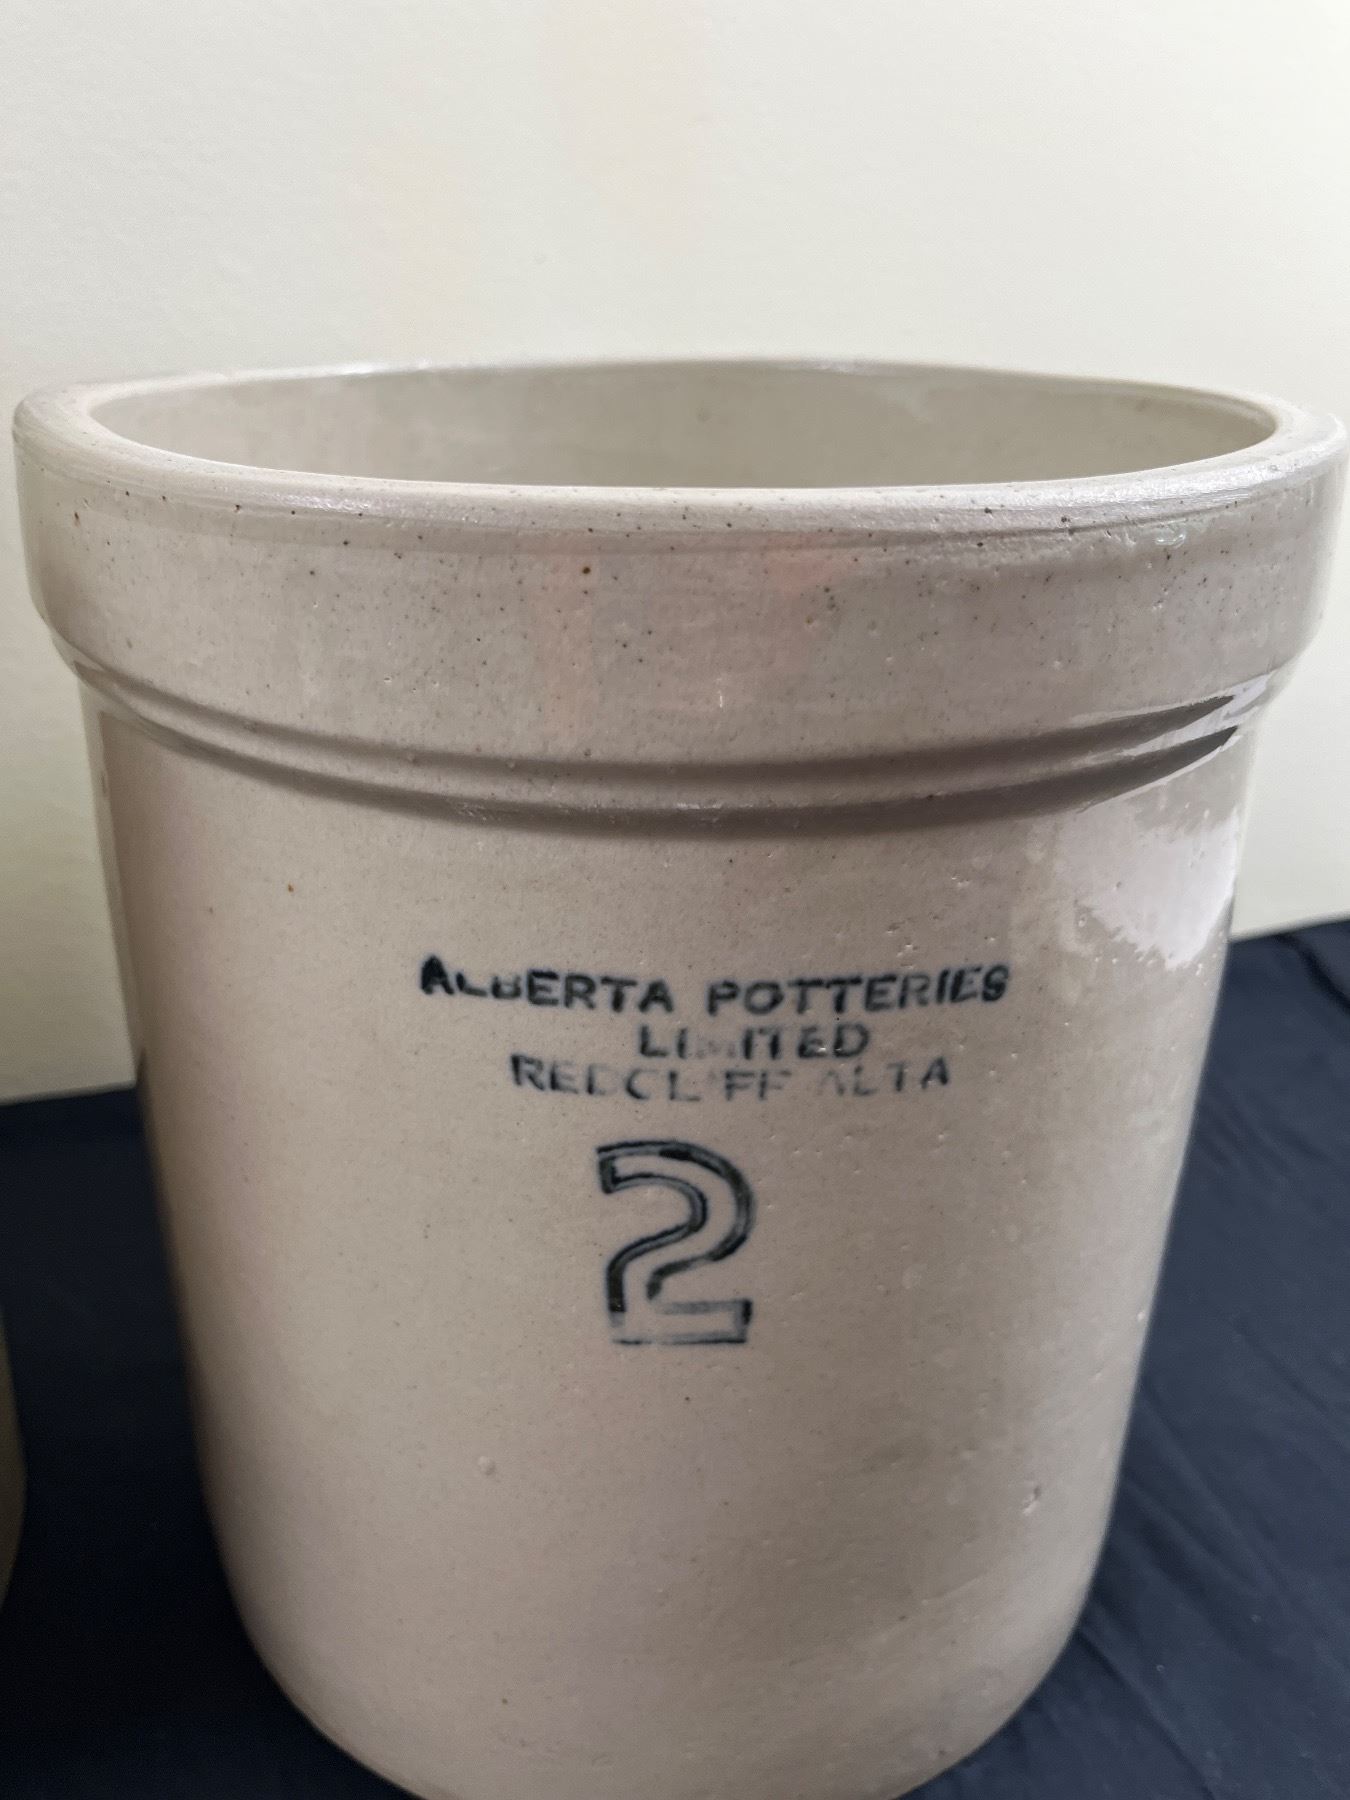 ALBERTA POTTERIES
LIMITED
REDCLIFF ALTA
2